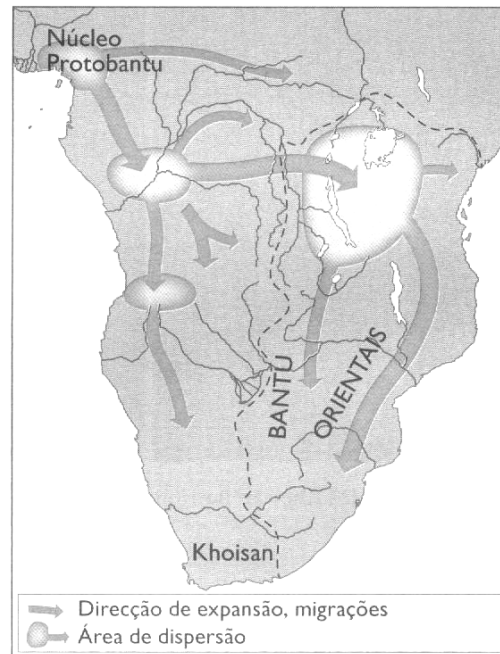 Núcleo
Protobantu
BANTU
ORIENTAIS
Khoisan
Direcção de expansão, migrações
Área de dispersão